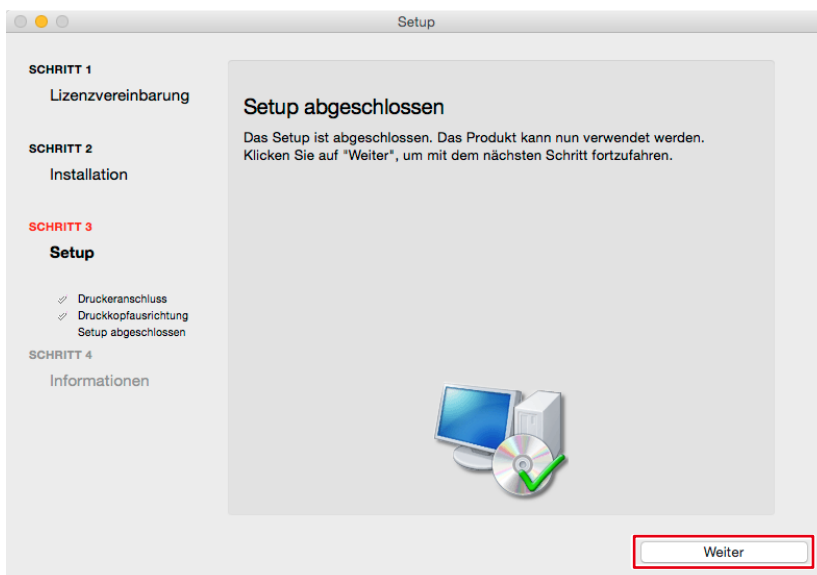 Setup
SCHRITT 1
Lizenzvereinbarung
SCHRITT 2
Installation
SCHRITT 3
Setup
Druckeranschluss
Druckkopfausrichtung
Setup abgeschlossen
SCHRITT 4
Informationen
Setup abgeschlossen
Das Setup ist abgeschlossen. Das Produkt kann nun verwendet werden.
Klicken Sie auf "Weiter", um mit dem nächsten Schritt fortzufahren.
Weiter